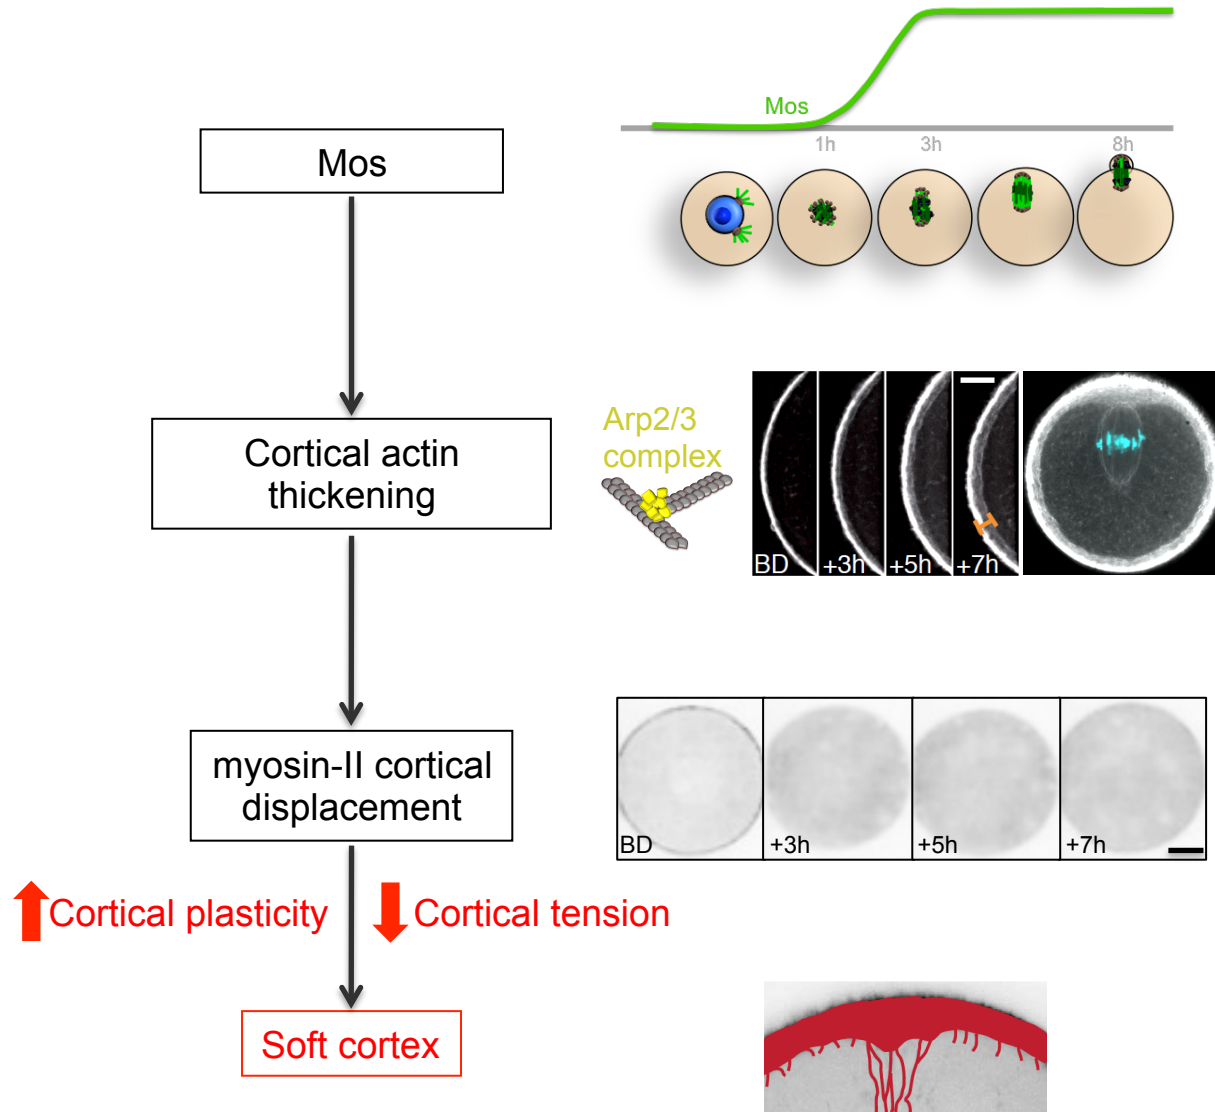 Mos
1h
3h
8h
Mos
Cortical actin
thickening
Arp2/3
complex
BD
+3h
+5h
+7h
myosin-II cortical
displacement
BD
+3h
+5h
+7h
Cortical plasticity
Cortical tension
Soft cortex